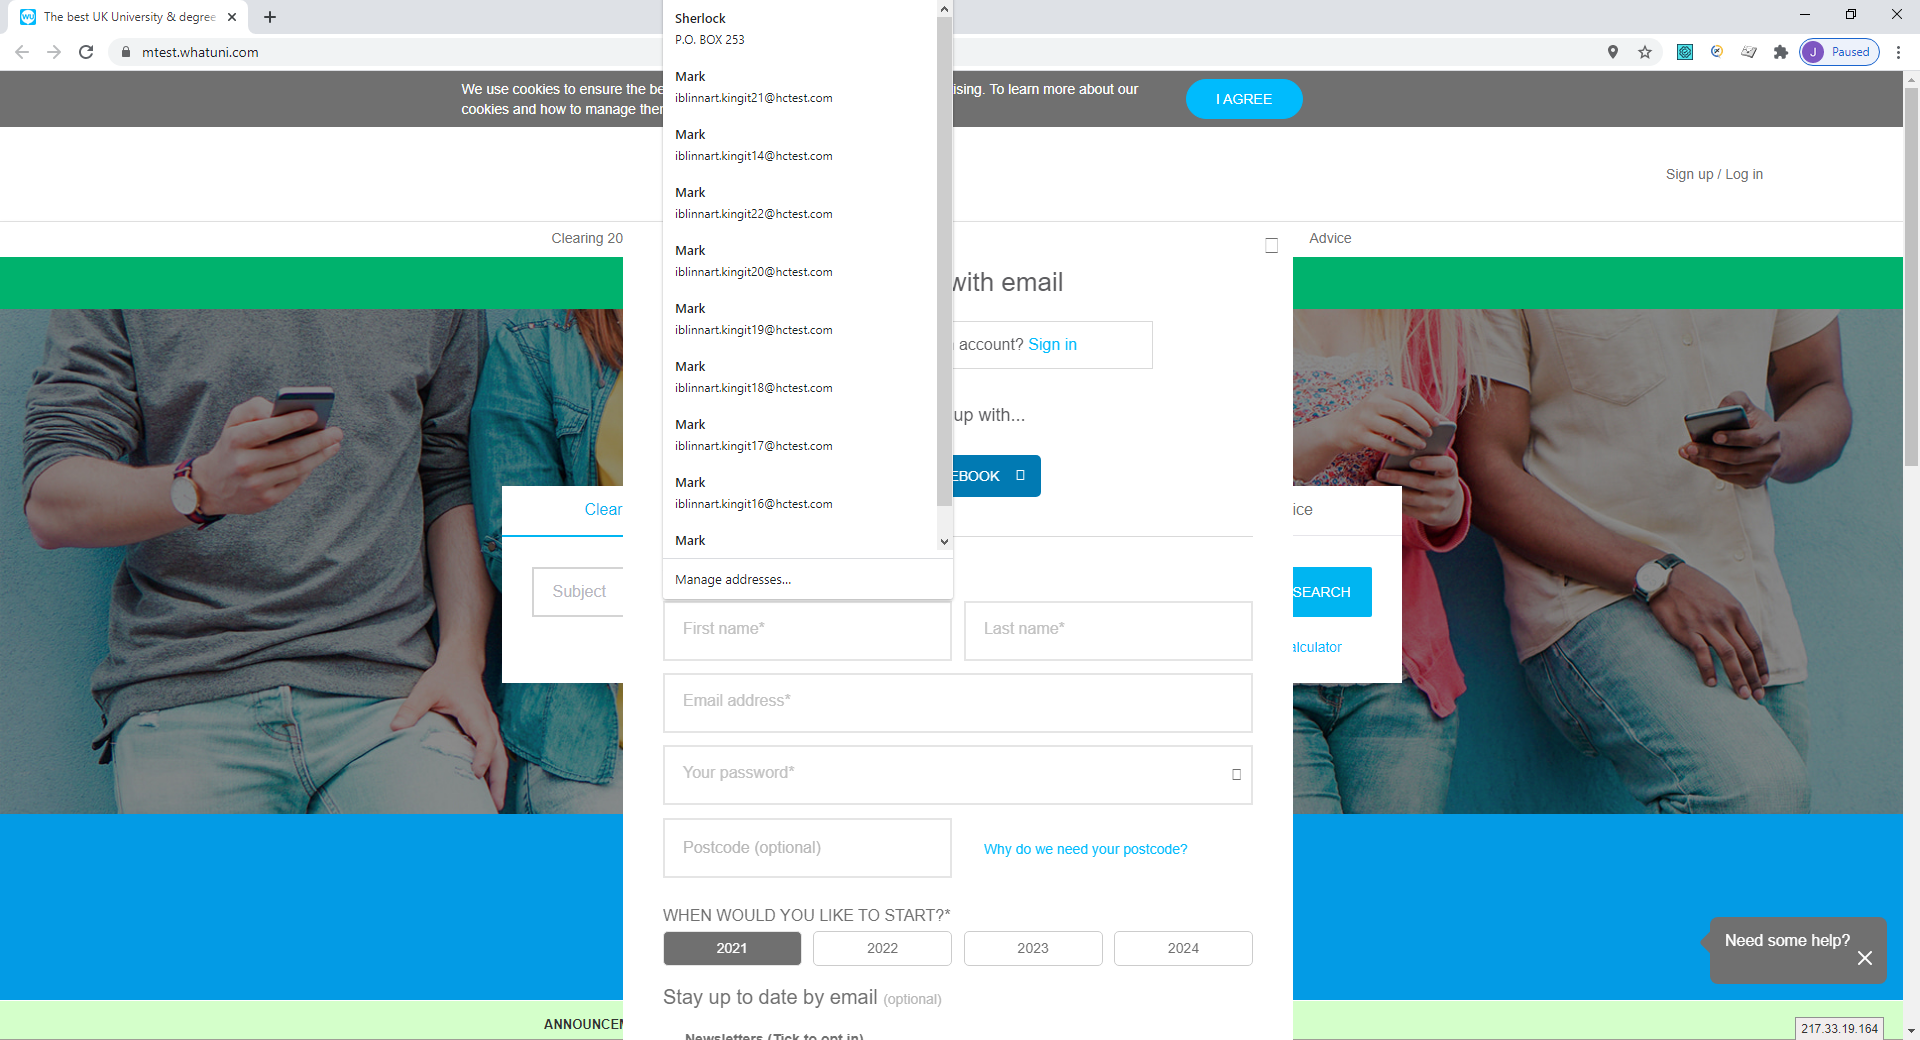 The best UK University & degree
mtest.whatuni.com
J Paused
We use cookies to ensure the be
ising. To learn more about our
cookies and how to manage ther
I AGREE
Sign up / Log in
Clearing 20
Advice
Sherlock
P.O. BOX 253
Mark
iblinnart.kingit21@hctest.com
Mark
iblinnart.kingit14@hctest.com
Mark
iblinnart.kingit22@hctest.com
Mark
iblinnart.kingit20@hctest.com
Mark
iblinnart.kingit19@hctest.com
Mark
iblinnart.kingit18@hctest.com
Mark
iblinnart.kingit17@hctest.com
Mark
iblinnart.kingit16@hctest.com
Mark
Manage addresses...
with email
account? Sign in
up with...
EBOOK
Clear
ice
Subject
SEARCH
alculator
First name*
Last name*
Email address*
Your password*
Postcode (optional)
Why do we need your postcode?
WHEN WOULD YOU LIKE TO START?*
2021
2022
2023
2024
Need some help?
Stay up to date by email (optional)
ANNOUNCEM
Newsletters (Tick to opt in)
217.33.19.164